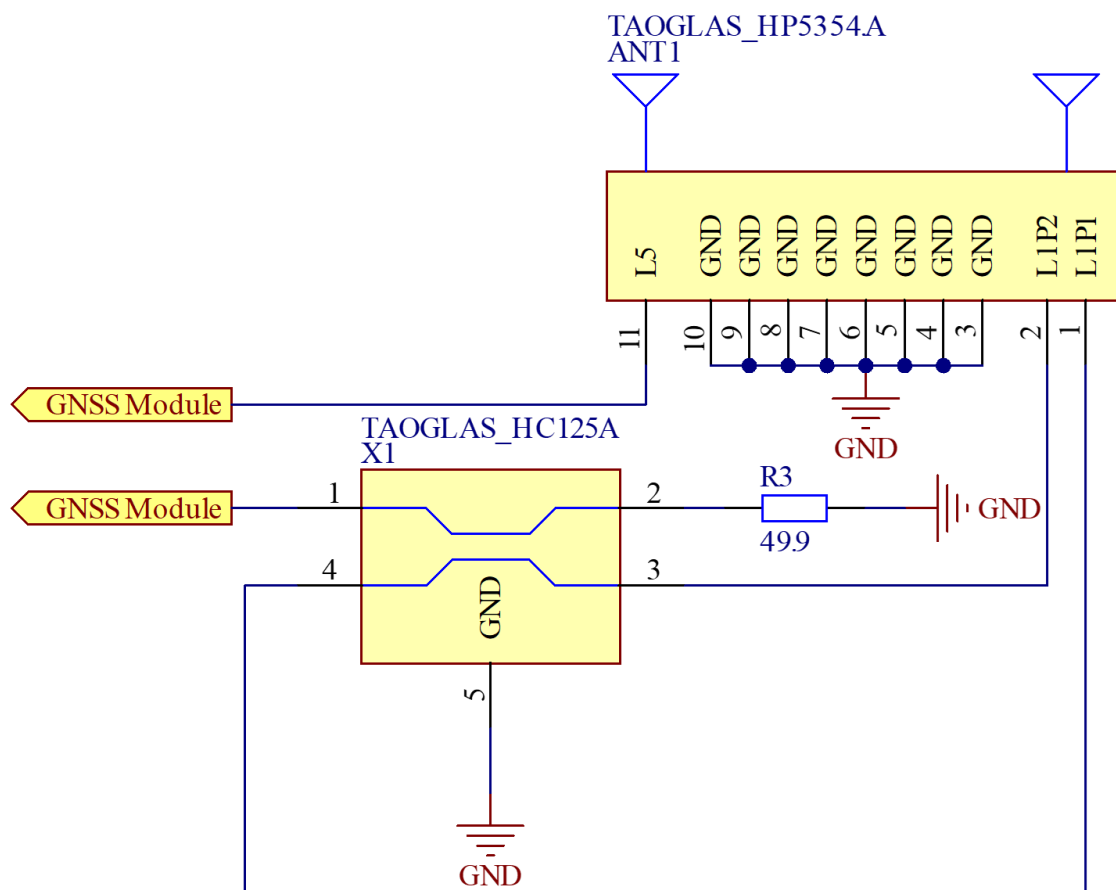 TAOGLAS_HP5354.A
ANT1
L5
GND
GND
GND
GND
GND
GND
GND
GND
L1P2
L1P1
11
10
9
8
7
6
5
4
3
2
1
GNSS Module
GND
TAOGLAS_HC125A
X1
GNSS Module
1
2
R3
49.9
GND
4
3
GND
5
GND